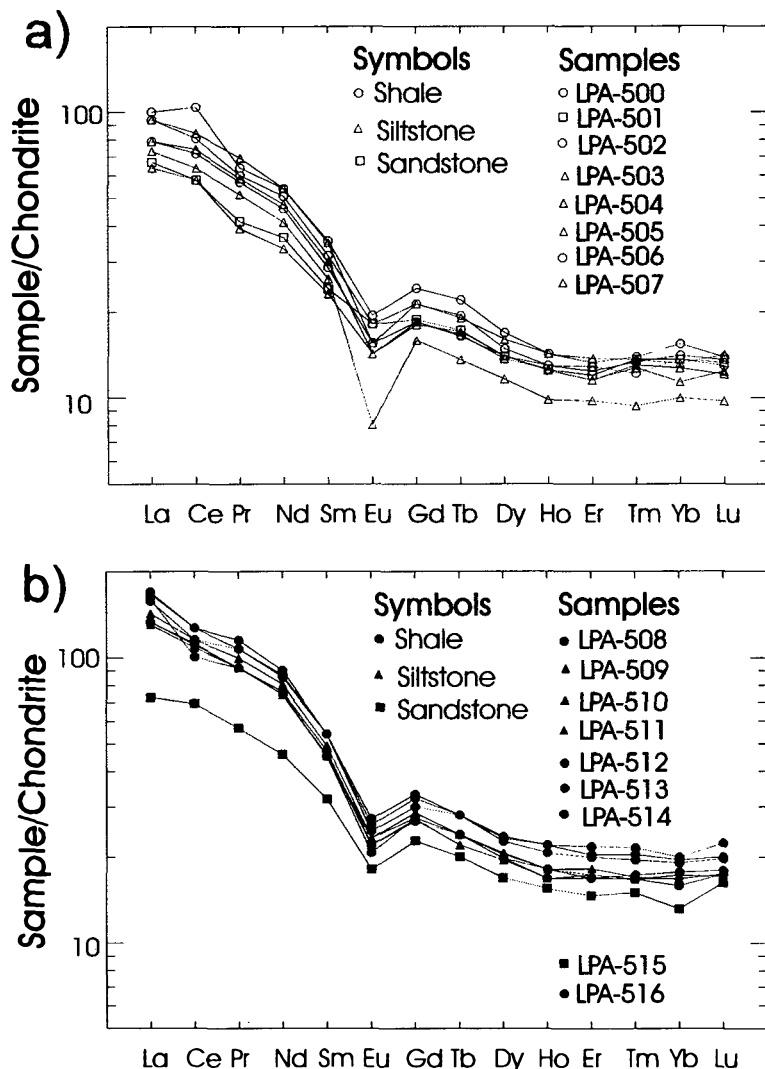 a)
Symbols
Samples
Shale
Siltstone
Sandstone
LPA-500
LPA-501
LPA-502
LPA-503
LPA-504
LPA-505
LPA-506
LPA-507
Sample/Chondrite
100
10
La Ce Pr Nd Sm Eu Gd Tb Dy Ho Er Tm Yb Lu
b)
Symbols
Samples
Shale
Siltstone
Sandstone
LPA-508
LPA-509
LPA-510
LPA-511
LPA-512
LPA-513
LPA-514
LPA-515
LPA-516
Sample/Chondrite
100
10
La Ce Pr Nd Sm Eu Gd Tb Dy Ho Er Tm Yb Lu